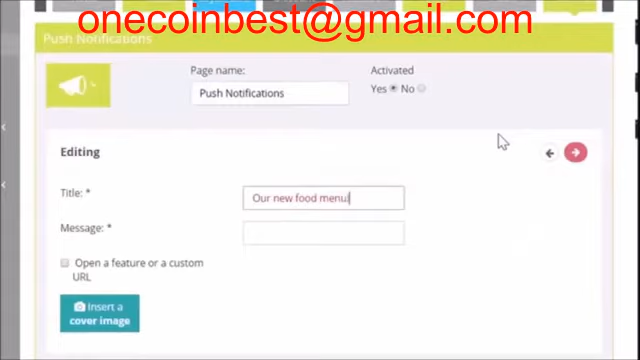 onecoinbest@gmail.com
Push Notifications
Page name:
Activated
Push Notifications
Yes No
Editing
Title: *
Our new food menu!
Message: *
Open a feature or a custom
URL
Insert a
cover image